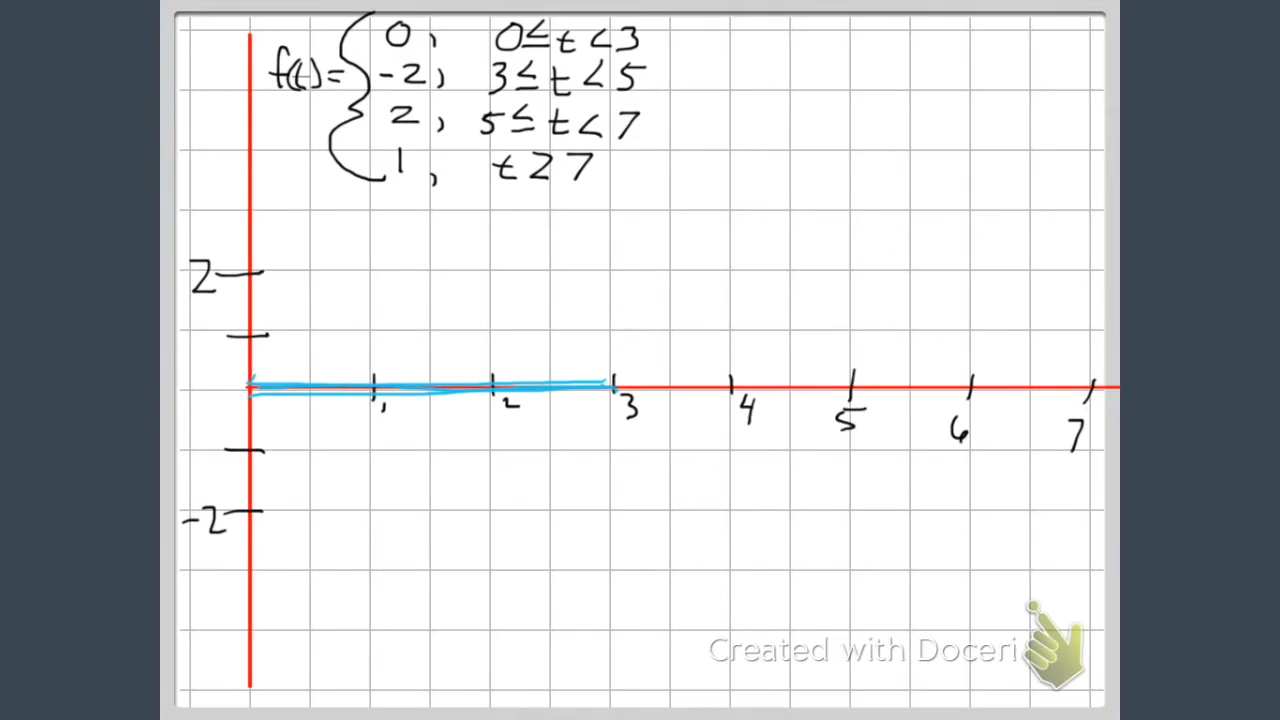 f(t) = { 0, 0 ≤ t < 3
-2, 3 ≤ t < 5
2, 5 ≤ t < 7
1, t ≥ 7
2
1 2 3 4 5 6 7
-2
Created with Doceri